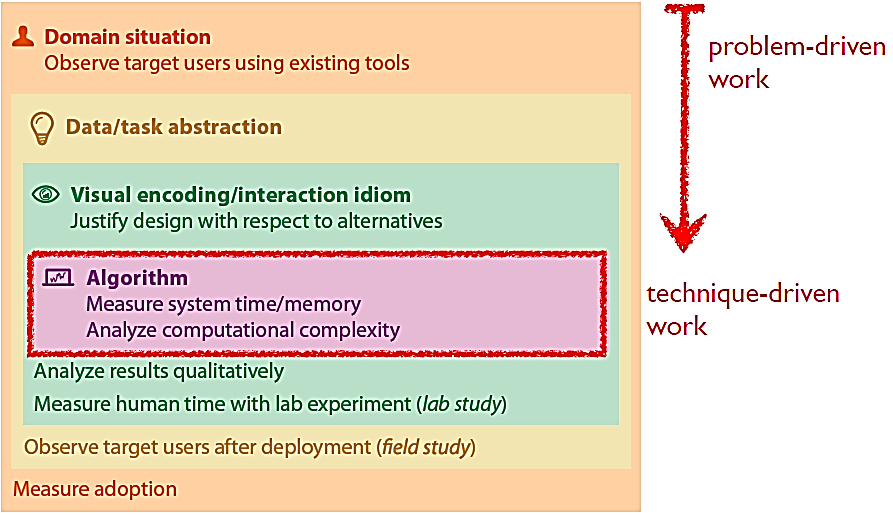 Domain situation
Observe target users using existing tools
Data/task abstraction
Visual encoding/interaction idiom
Justify design with respect to alternatives
Algorithm
Measure system time/memory
Analyze computational complexity
Analyze results qualitatively
Measure human time with lab experiment (lab study)
Observe target users after deployment (field study)
Measure adoption
problem-driven
work
technique-driven
work